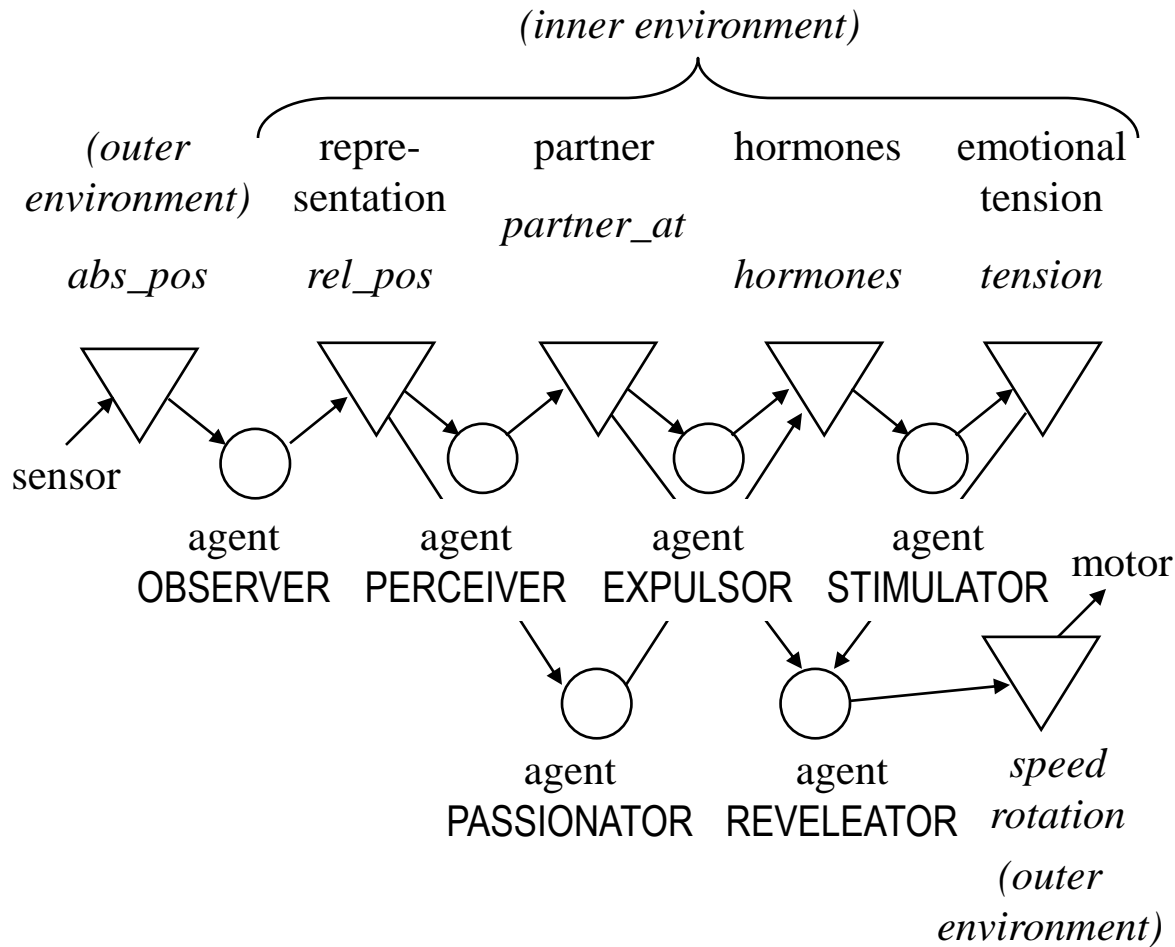 (inner environment)
(outer
environment)
repre-
sentation
partner
hormones
emotional
tension
abs_pos
rel_pos
partner_at
hormones
tension
sensor
agent
OBSERVER
agent
PERCEIVER
agent
EXPULSOR
agent
STIMULATOR
motor
agent
PASSIONATOR
agent
REVELEATOR
speed
rotation
(outer
environment)